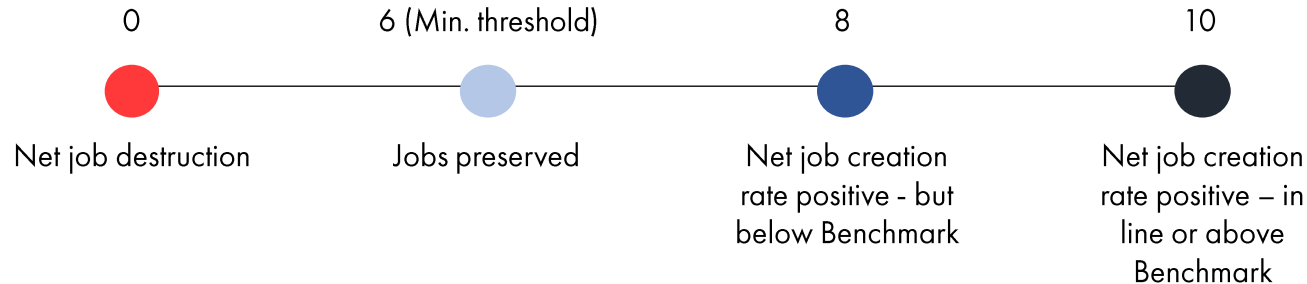 0
6 (Min. threshold)
8
10
Net job destruction
Jobs preserved
Net job creation
rate positive - but
below Benchmark
Net job creation
rate positive – in
line or above
Benchmark